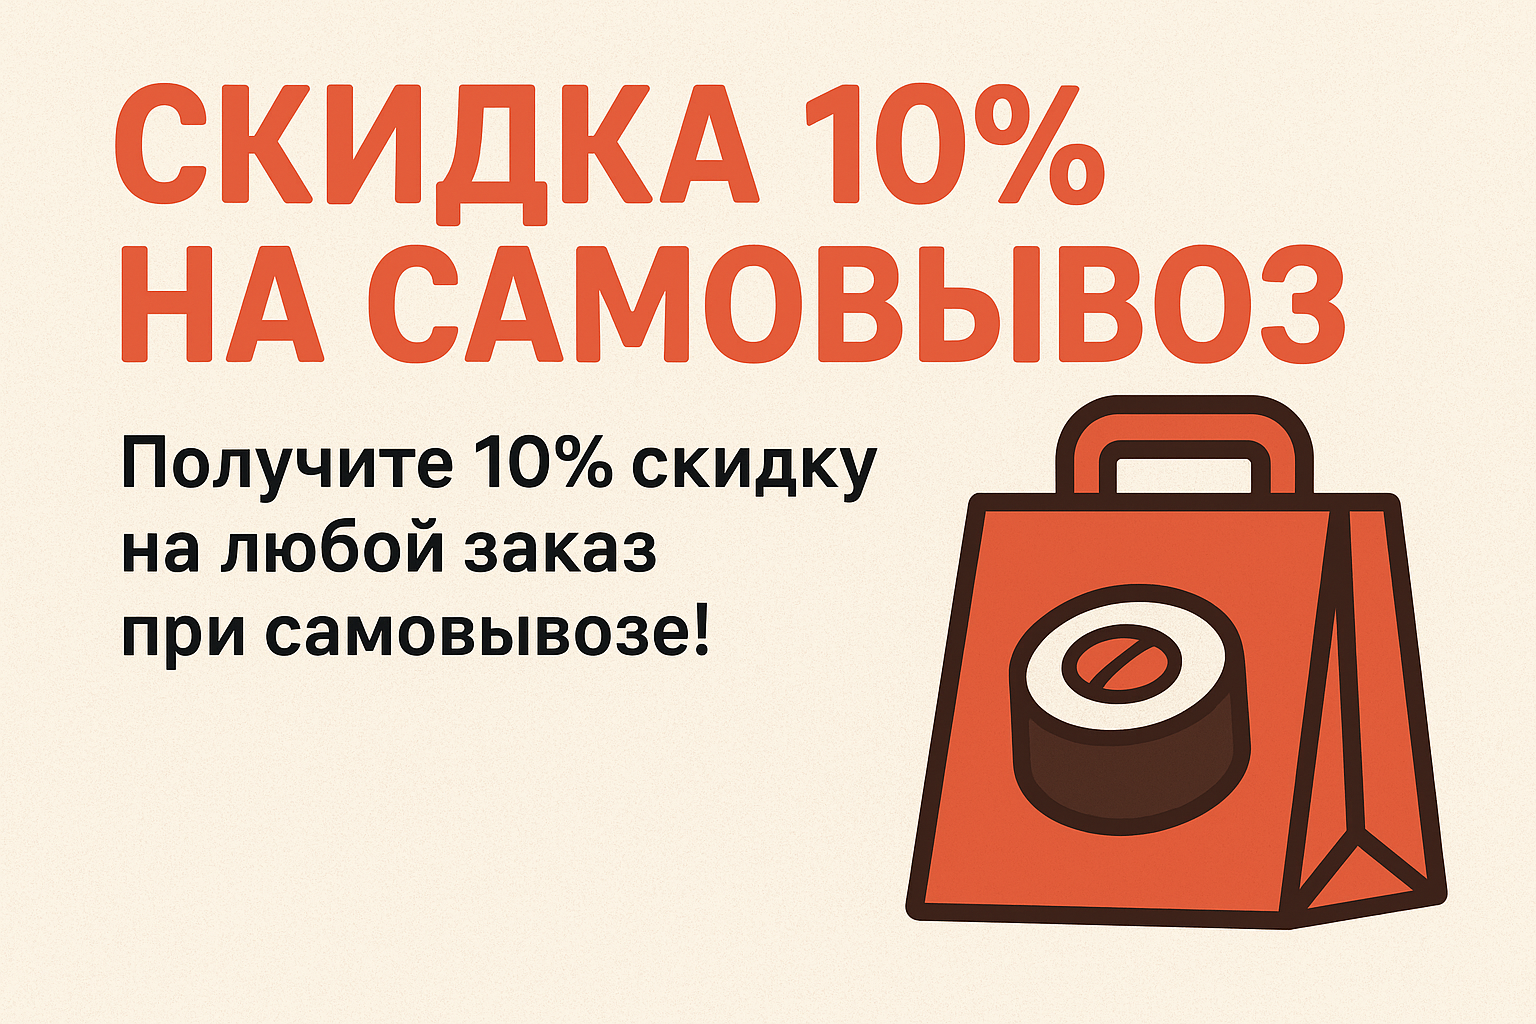 СКИДКА 10%
НА САМОВЫВОЗ
Получите 10% скидку
на любой заказ
при самовывозе!